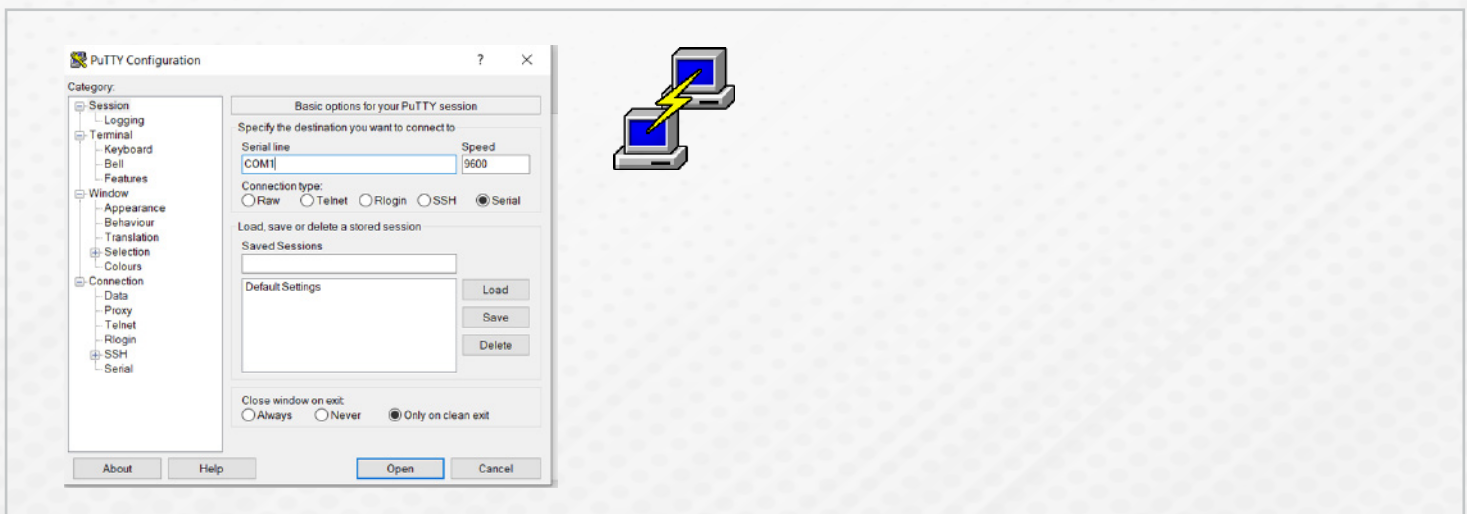 PuTTY Configuration ? ×
Category:
Session
Logging
Terminal
Keyboard
Bell
Features
Window
Appearance
Behaviour
Translation
Selection
Colours
Connection
Data
Proxy
Telnet
Rlogin
SSH
Serial
Basic options for your PuTTY session
Specify the destination you want to connect to
Serial line Speed
COM1 9600
Connection type:
Raw Telnet Rlogin SSH Serial
Load, save or delete a stored session
Saved Sessions
Default Settings
Load
Save
Delete
Close window on exit:
Always Never Only on clean exit
About Help Open Cancel